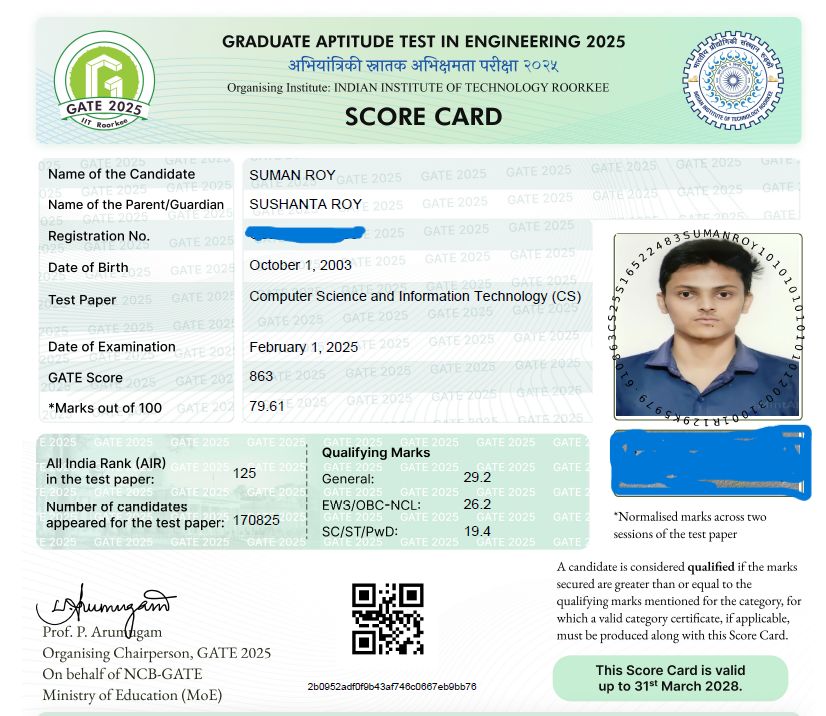 GRADUATE APTITUDE TEST IN ENGINEERING 2025
अभियांत्रिकी स्नातक अभिक्षमता परीक्षा २०२५
Organising Institute: INDIAN INSTITUTE OF TECHNOLOGY ROORKEE
SCORE CARD
GATE 2025
IIT Roorkee
Name of the Candidate SUMAN ROY
Name of the Parent/Guardian SUSHANTA ROY
Registration No.
Date of Birth October 1, 2003
Test Paper Computer Science and Information Technology (CS)
Date of Examination February 1, 2025
GATE Score 863
*Marks out of 100 79.61
All India Rank (AIR)
in the test paper: 125
Number of candidates
appeared for the test paper: 170825
Qualifying Marks
General: 29.2
EWS/OBC-NCL: 26.2
SC/ST/PwD: 19.4
*Normalised marks across two
sessions of the test paper
A candidate is considered qualified if the marks
secured are greater than or equal to the
qualifying marks mentioned for the category, for
which a valid category certificate, if applicable,
must be produced along with this Score Card.
Prof. P. Arumugam
Organising Chairperson, GATE 2025
On behalf of NCB-GATE
Ministry of Education (MoE)
2b0952adf0f9b43af746c0667eb9bb76
This Score Card is valid
up to 31st March 2028.